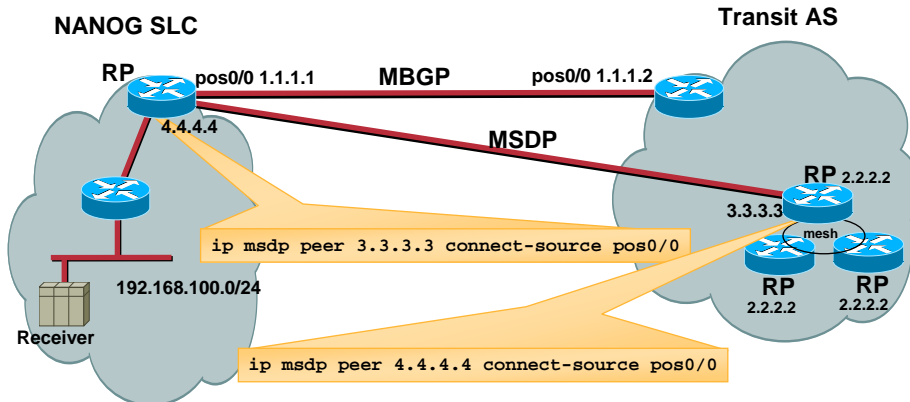 NANOG SLC
Transit AS
RP
pos0/0 1.1.1.1
MBGP
pos0/0 1.1.1.2
4.4.4.4
MSDP
RP 2.2.2.2
3.3.3.3
mesh
ip msdp peer 3.3.3.3 connect-source pos0/0
RP
2.2.2.2
RP
2.2.2.2
192.168.100.0/24
Receiver
ip msdp peer 4.4.4.4 connect-source pos0/0